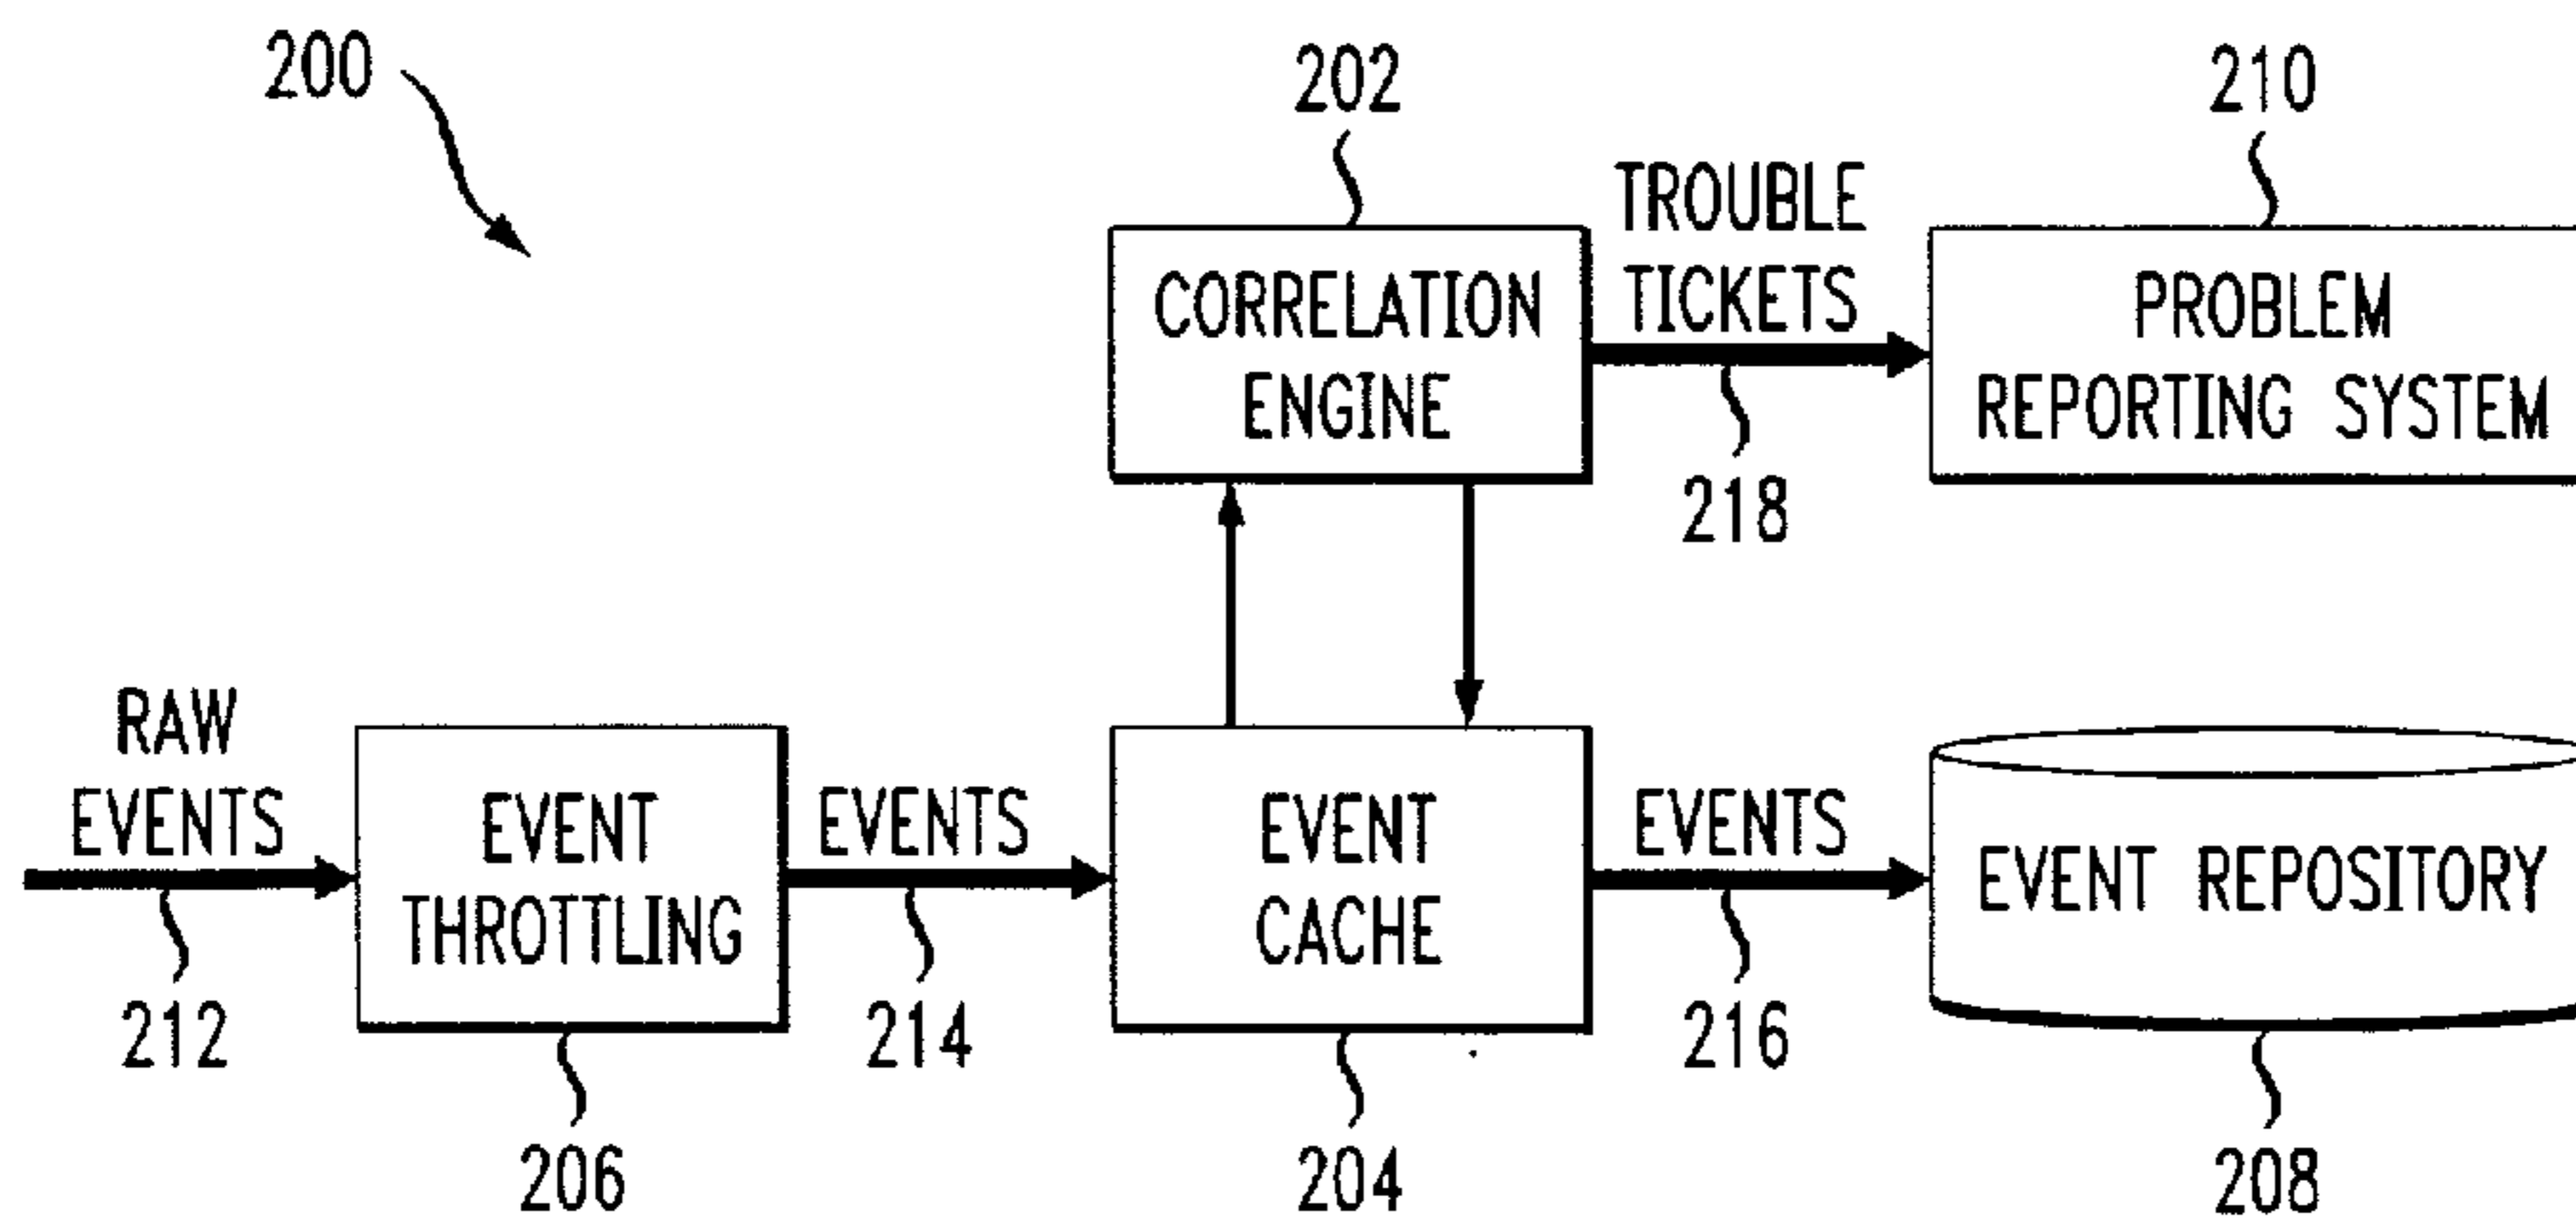 200
202
210
TROUBLE
TICKETS
CORRELATION
ENGINE
PROBLEM
REPORTING SYSTEM
218
RAW
EVENTS
EVENT
THROTTLING
EVENTS
EVENT
CACHE
EVENTS
EVENT REPOSITORY
212
214
216
206
204
208